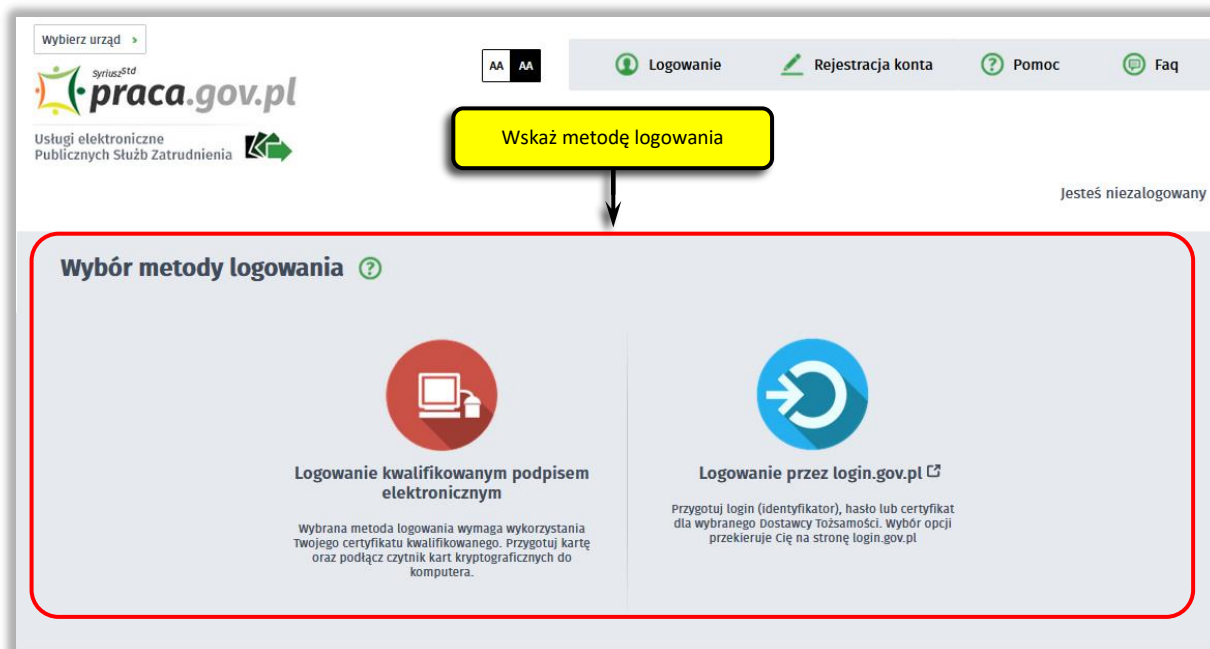 Wybierz urząd
AA AA
Logowanie
Rejestracja konta
Pomoc
Faq
Syriusz Std
praca.gov.pl
Usługi elektroniczne
Publicznych Służb Zatrudnienia
Wskaż metodę logowania
Jesteś niezalogowany
Wybór metody logowania
Logowanie kwalifikowanym podpisem
elektronicznym
Wybrana metoda logowania wymaga wykorzystania
Twojego certyfikatu kwalifikowanego. Przygotuj kartę
oraz podłącz czytnik kart kryptograficznych do
komputera.
Logowanie przez login.gov.pl
Przygotuj login (identyfikator), hasło lub certyfikat
dla wybranego Dostawcy Tożsamości. Wybór opcji
przekieruje Cię na stronę login.gov.pl